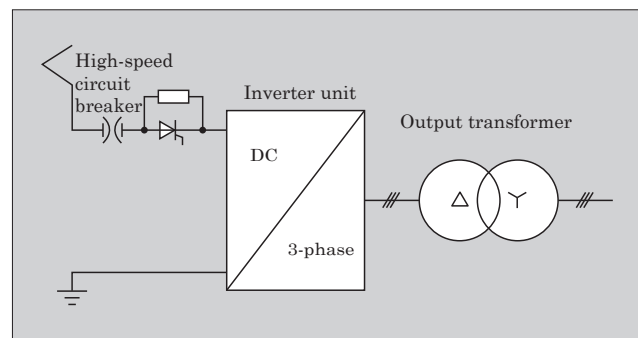 High-speed
circuit
breaker
Inverter unit
Output transformer
DC
3-phase